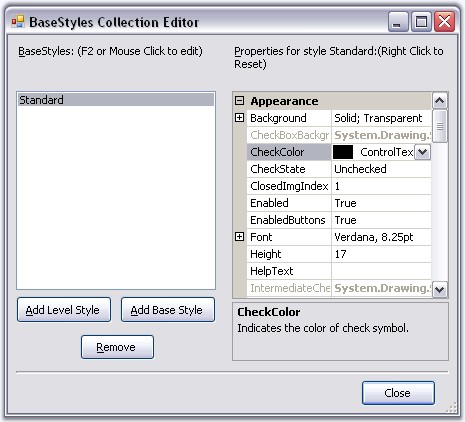 BaseStyles Collection Editor
BaseStyles: (F2 or Mouse Click to edit)
Standard
Add Level Style
Add Base Style
Remove
Properties for style Standard:(Right Click to
Reset)
Appearance
Background Solid; Transparent
CheckBoxBackgr System.Drawing.
CheckColor ControlTex
CheckState Unchecked
ClosedImgIndex 1
Enabled True
EnabledButtons True
Font Verdana, 8.25pt
Height 17
HelpText
IntermediateChe System.Drawing.
CheckColor
Indicates the color of check symbol.
Close